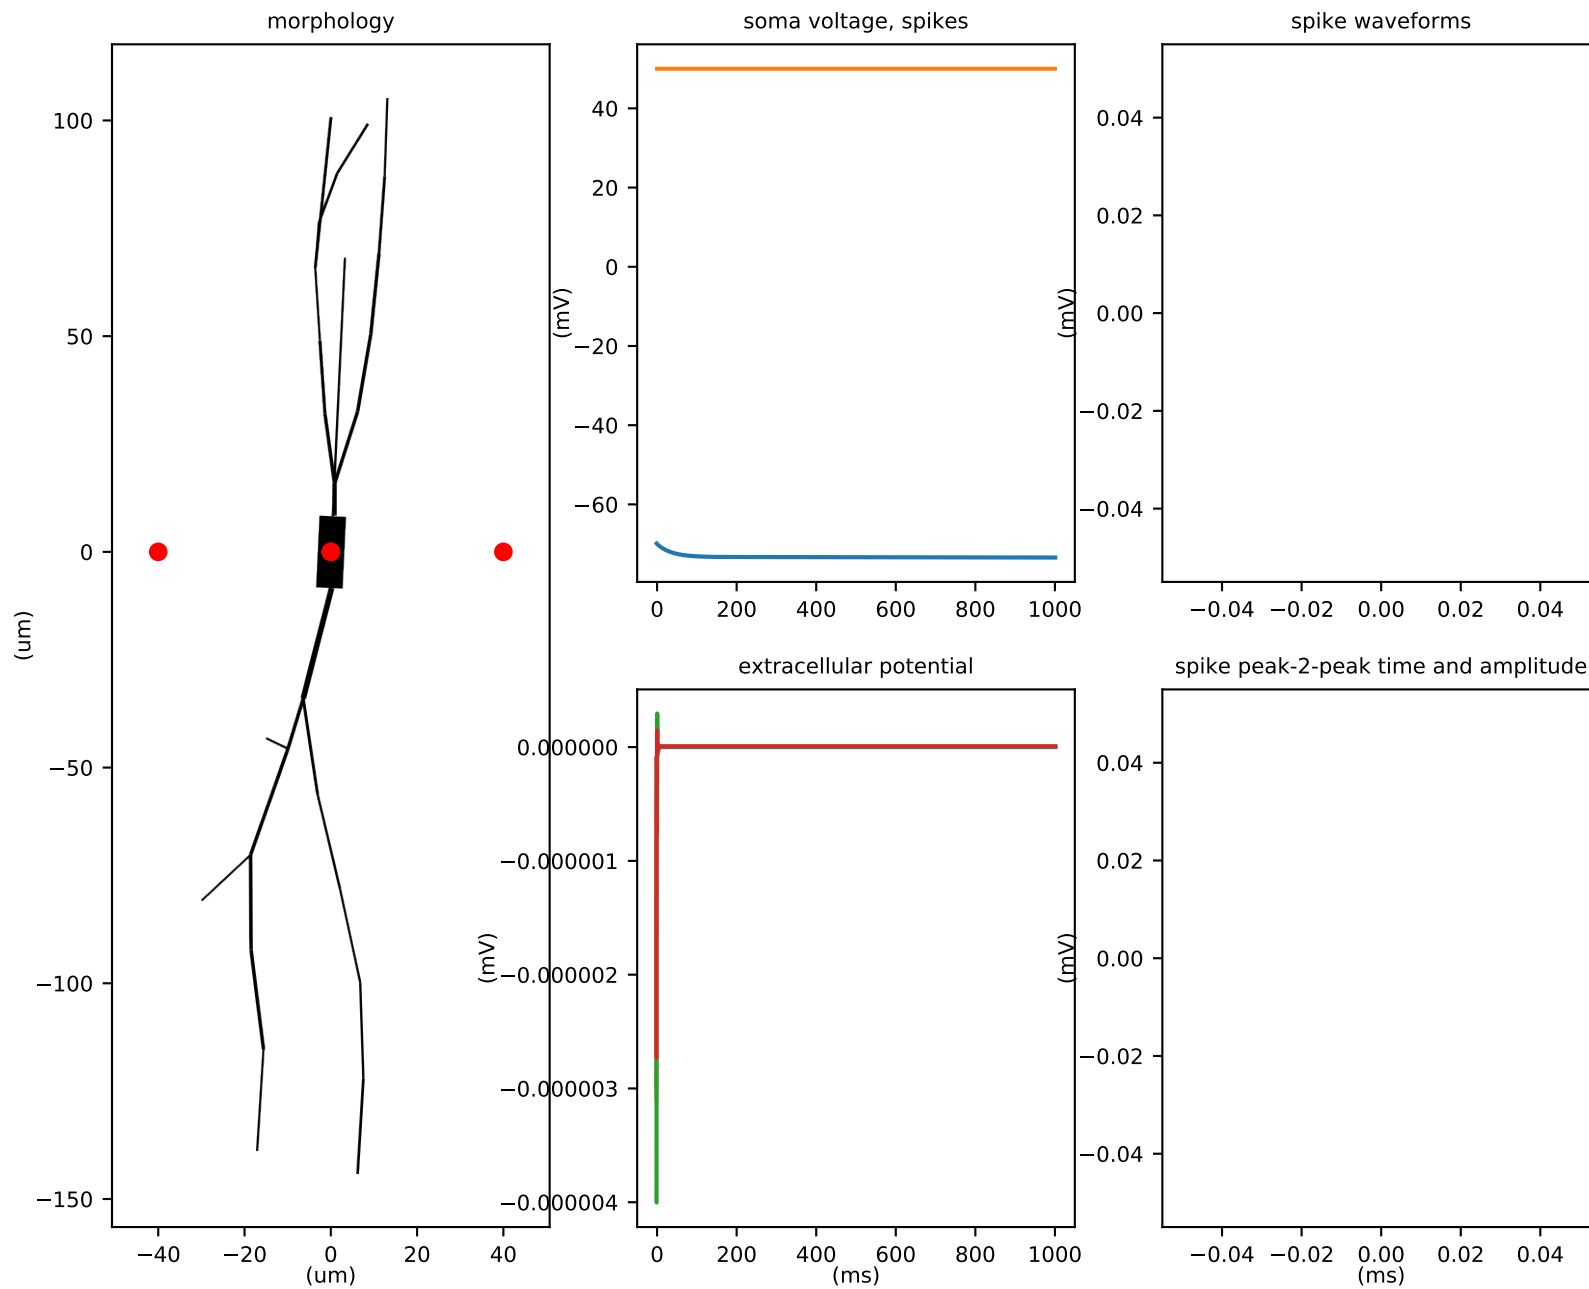 morphology
100
50
0
−50
−100
−150
(um)
−40 −20 0 20 40
(um)
soma voltage, spikes
40
20
0
−20
−40
−60
(mV)
0 200 400 600 800 1000
spike waveforms
0.04
0.02
0.00
−0.02
−0.04
(mV)
−0.04 −0.02 0.00 0.02 0.04
extracellular potential
0.000000
−0.000001
−0.000002
−0.000003
−0.000004
(mV)
0 200 400 600 800 1000
(ms)
spike peak-2-peak time and amplitude
0.04
0.02
0.00
−0.02
−0.04
(mV)
−0.04 −0.02 0.00 0.02 0.04
(ms)